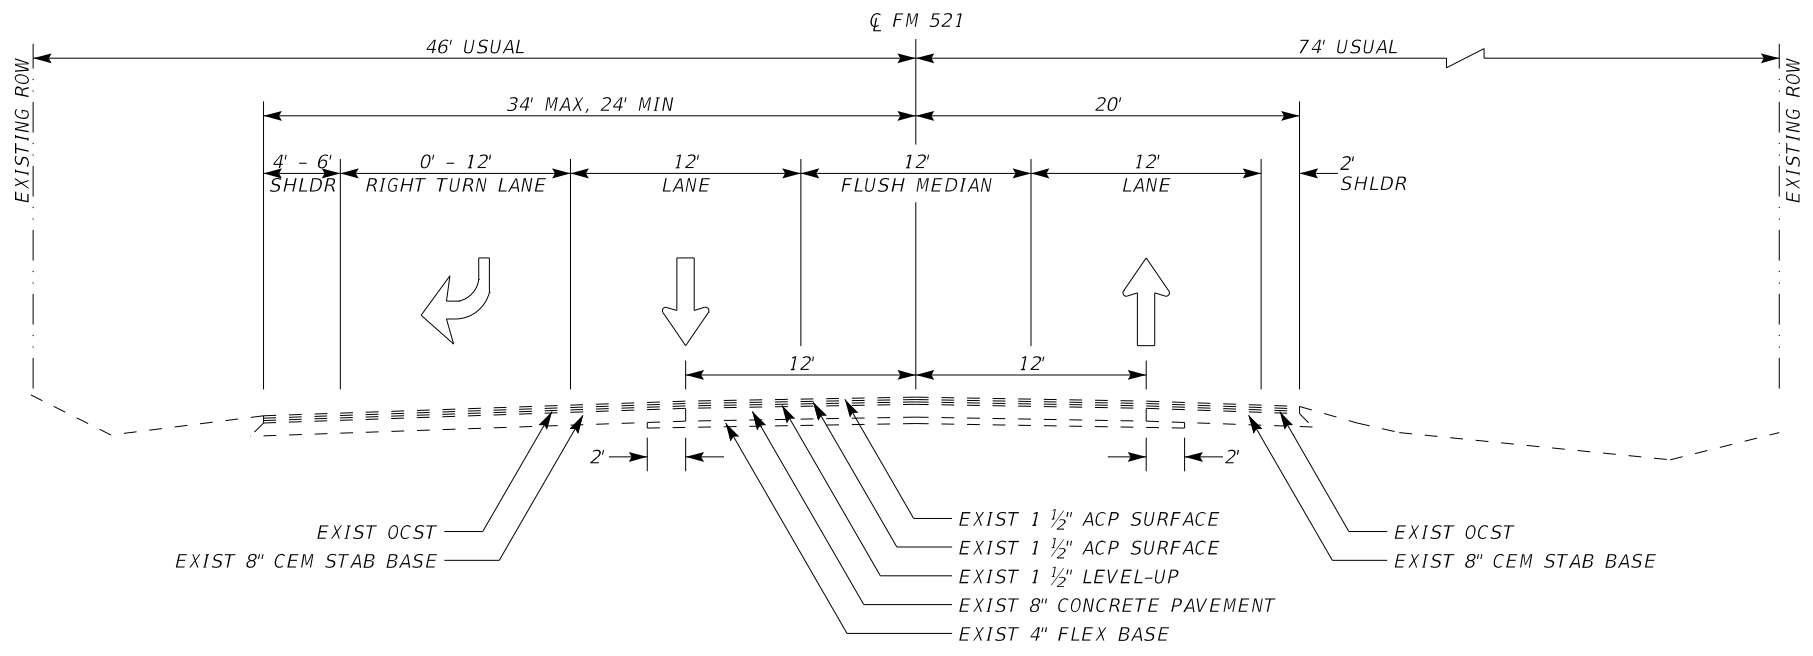 ℄ FM 521
46' USUAL
74' USUAL
EXISTING ROW
EXISTING ROW
34' MAX, 24' MIN
20'
4' - 6'
SHLDR
0' - 12'
RIGHT TURN LANE
12'
LANE
12'
FLUSH MEDIAN
12'
LANE
2'
SHLDR
12'
12'
2'
2'
EXIST OCST
EXIST 8" CEM STAB BASE
EXIST 1 ½" ACP SURFACE
EXIST 1 ½" ACP SURFACE
EXIST 1 ½" LEVEL-UP
EXIST 8" CONCRETE PAVEMENT
EXIST 4" FLEX BASE
EXIST OCST
EXIST 8" CEM STAB BASE